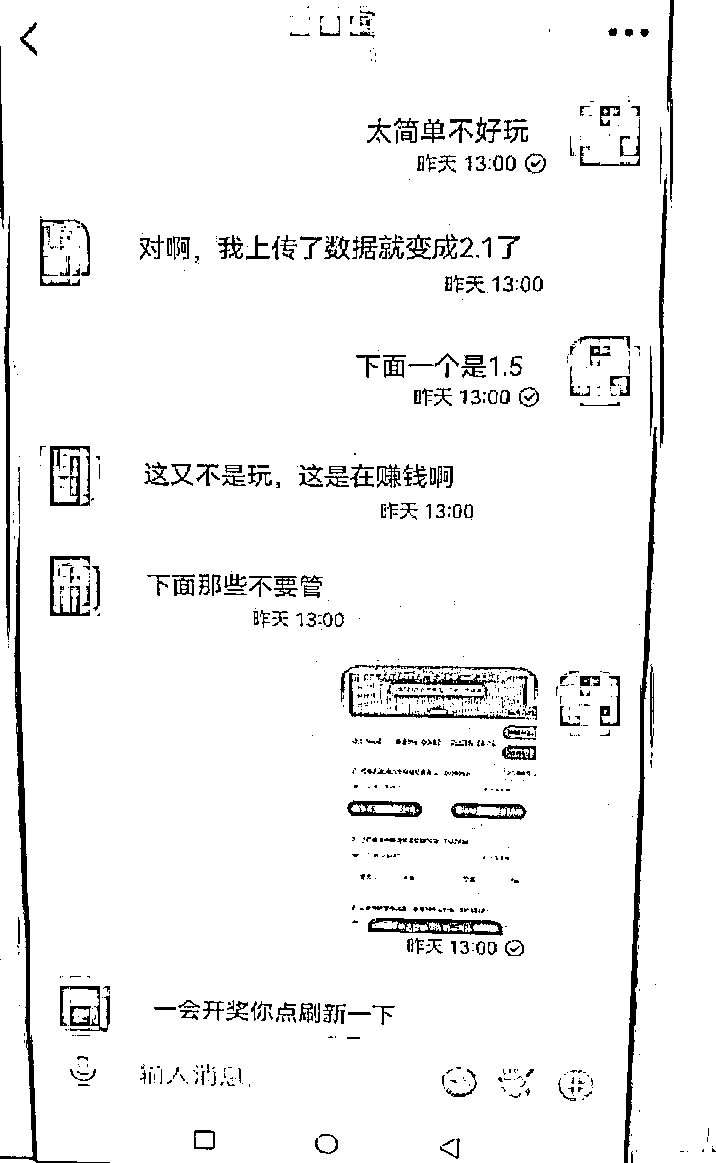 太简单不好玩
昨天 13:00
对啊，我上传了数据就变成2.1了
昨天 13:00
下面一个是1.5
昨天 13:00
这又不是玩，这是在赚钱啊
昨天 13:00
下面那些不要管
昨天 13:00
昨天 13:00
一会开奖你点刷新一下
输入消息